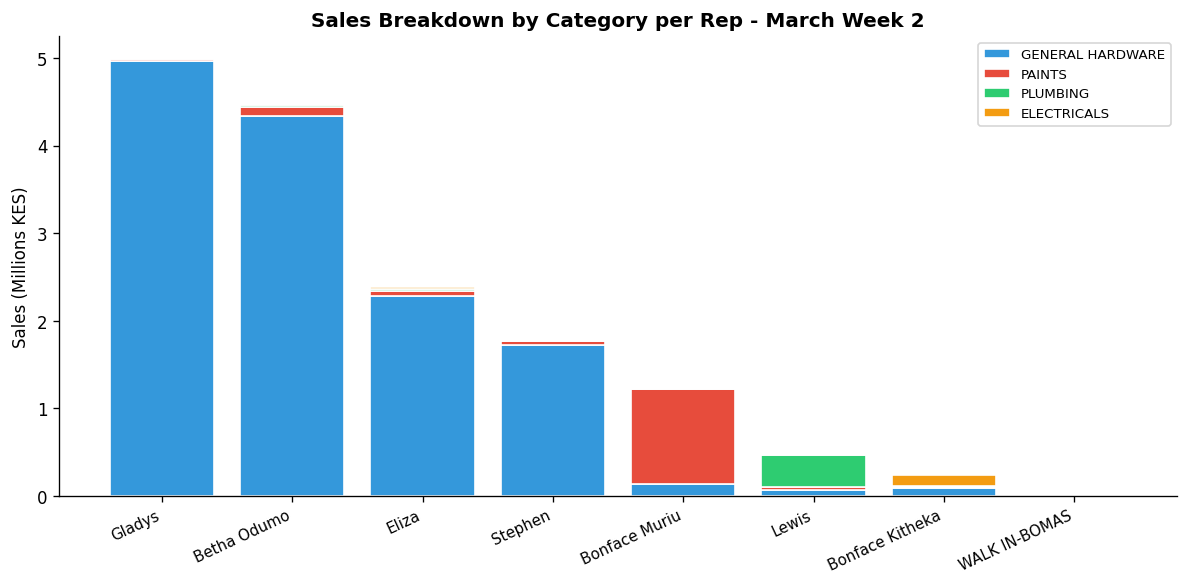 Sales Breakdown by Category per Rep - March Week 2
GENERAL HARDWARE
PAINTS
PLUMBING
ELECTRICALS
Sales (Millions KES)
5
4
3
2
1
0
Gladys
Betha Odumo
Eliza
Stephen
Bonface Muriu
Lewis
Bonface Kitheka
WALK IN-BOMAS